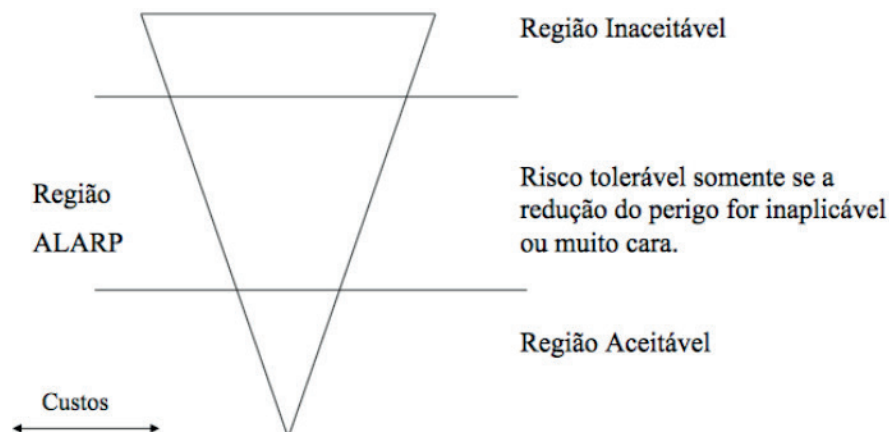 Região Inaceitável
Região
ALARP
Risco tolerável somente se a
redução do perigo for inaplicável
ou muito cara.
Região Aceitável
Custos